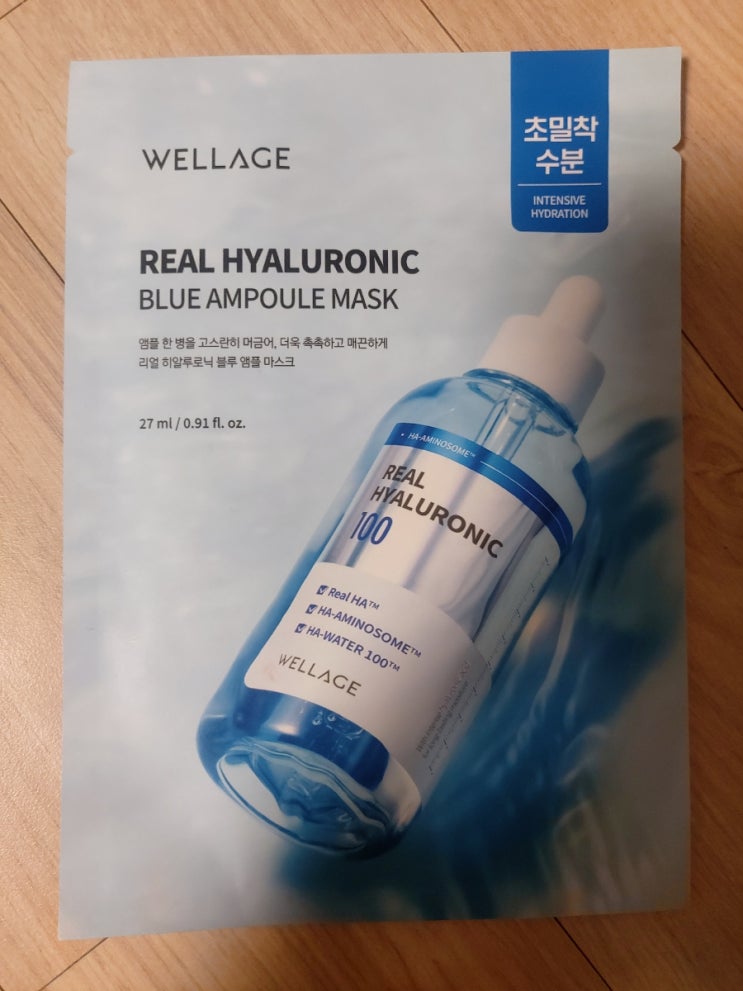 WELLAGE
초밀착
수분
INTENSIVE
HYDRATION
REAL HYALURONIC
BLUE AMPOULE MASK
앰플 한 병을 고스란히 머금어, 더욱 촉촉하고 매끈하게
리얼 히알루로닉 블루 앰플 마스크
27 ml / 0.91 fl. oz.
HA-AMINOSOME™
REAL
HYALURONIC
100
Real HA™
HA-AMINOSOME™
HA-WATER 100™
WELLAGE